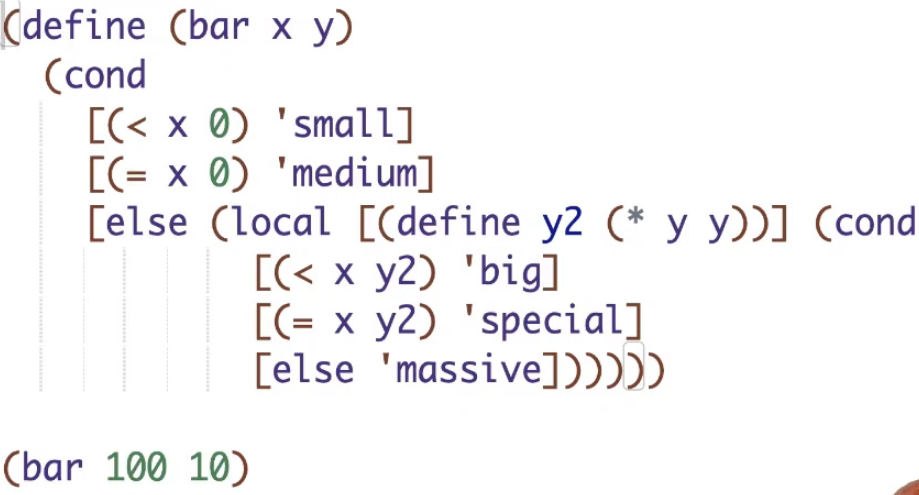 (define (bar x y)
(cond
[(< x 0) 'small]
[(= x 0) 'medium]
[else (local [(define y2 (* y y))] (cond
[(< x y2) 'big]
[(= x y2) 'special]
[else 'massive])))))
(bar 100 10)